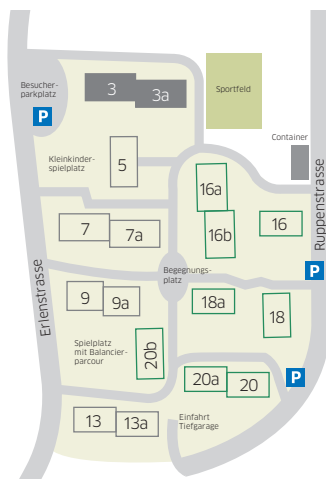 Besucher-
parkplatz
P
3
3a
Sportfeld
Container
Kleinkinder-
spielplatz
5
16a
16b
16
Ruppenstrasse
7
7a
Begegnungs-
platz
P
Erlenstrasse
9
9a
18a
18
Spielplatz
mit Balancier-
parcour
20b
20a
20
P
13
13a
Einfahrt
Tiefgarage